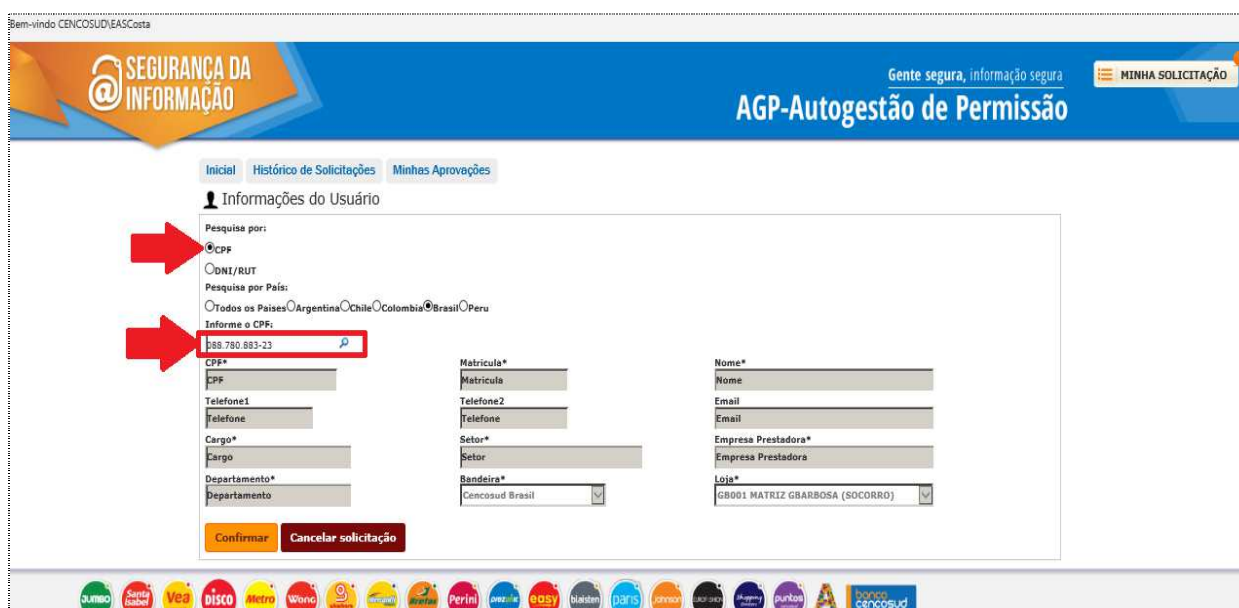 Bem-vindo CENCOSUD\EASCosta
@ SEGURANÇA DA
INFORMAÇÃO
Gente segura, informação segura
MINHA SOLICITAÇÃO
AGP-Autogestão de Permissão
Inicial Histórico de Solicitações Minhas Aprovações
Informações do Usuário
Pesquisa por:
CPF
DNI/RUT
Pesquisa por País:
Todos os Paises Argentina Chile Colombia Brasil Peru
Informe o CPF:
088.780.883-23
CPF* Matricula* Nome*
CPF Matricula Nome
Telefone1 Telefone2 Email
Telefone Telefone Email
Cargo* Setor* Empresa Prestadora*
Cargo Setor Empresa Prestadora
Departamento* Bandeira* Loja*
Departamento Cencosud Brasil GB001 MATRIZ GBARBOSA (SOCORRO)
Confirmar Cancelar solicitação
JUMBO Santa Isabel Vea DISCO Metro Wong Bretas Perini prezunic easy blaisten paris Johnson Shopping puntos banco cencosud